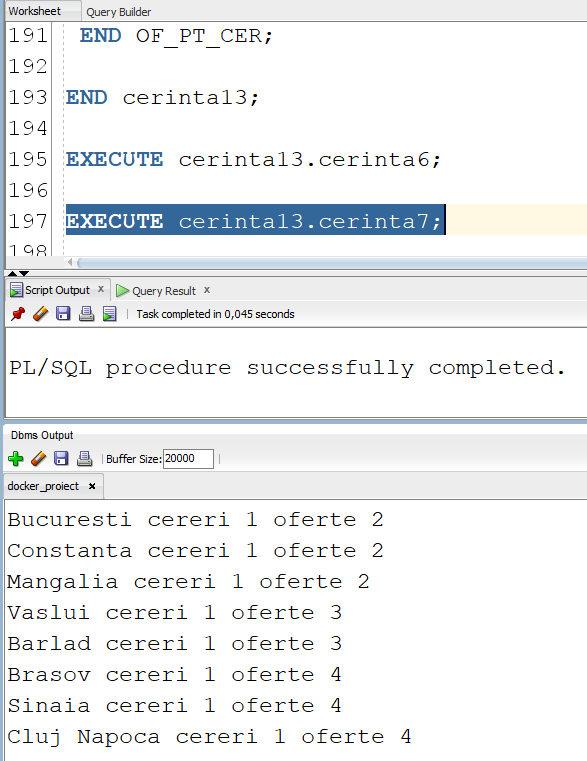 Worksheet Query Builder
191 END OF_PT_CER;
192
193 END cerinta13;
194
195 EXECUTE cerinta13.cerinta6;
196
197 EXECUTE cerinta13.cerinta7;
198
Script Output x Query Result x
Task completed in 0,045 seconds
PL/SQL procedure successfully completed.
Dbms Output
Buffer Size: 20000
docker_proiect x
Bucuresti cereri 1 oferte 2
Constanta cereri 1 oferte 2
Mangalia cereri 1 oferte 2
Vaslui cereri 1 oferte 3
Barlad cereri 1 oferte 3
Brasov cereri 1 oferte 4
Sinaia cereri 1 oferte 4
Cluj Napoca cereri 1 oferte 4